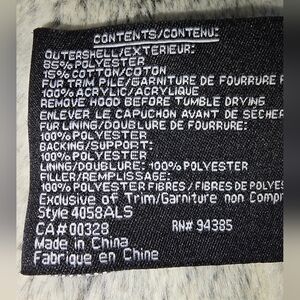 CONTENTS/CONTENU:
OUTERSHELL/EXTERIEUR:
85% POLYESTER
15% COTTON/COTON
FUR TRIM PILE/GARNITURE DE FOURRURE
100% ACRYLIC/ACRYLIQUE
REMOVE HOOD BEFORE TUMBLE DRYING
ENLEVER LE CAPUCHON AVANT DE SECHER
FUR LINING/DOUBLURE DE FOURRURE:
100% POLYESTER
BACKING/SUPPORT:
100% POLYESTER
LINING/DOUBLURE: 100% POLYESTER
FILLER/REMPLISSAGE:
100% POLYESTER FIBRES/FIBRES DE POLYES
Exclusive of Trim/Garniture non Compr
Style 4058ALS
CA# 00328 RN# 94385
Made in China
Fabrique en Chine